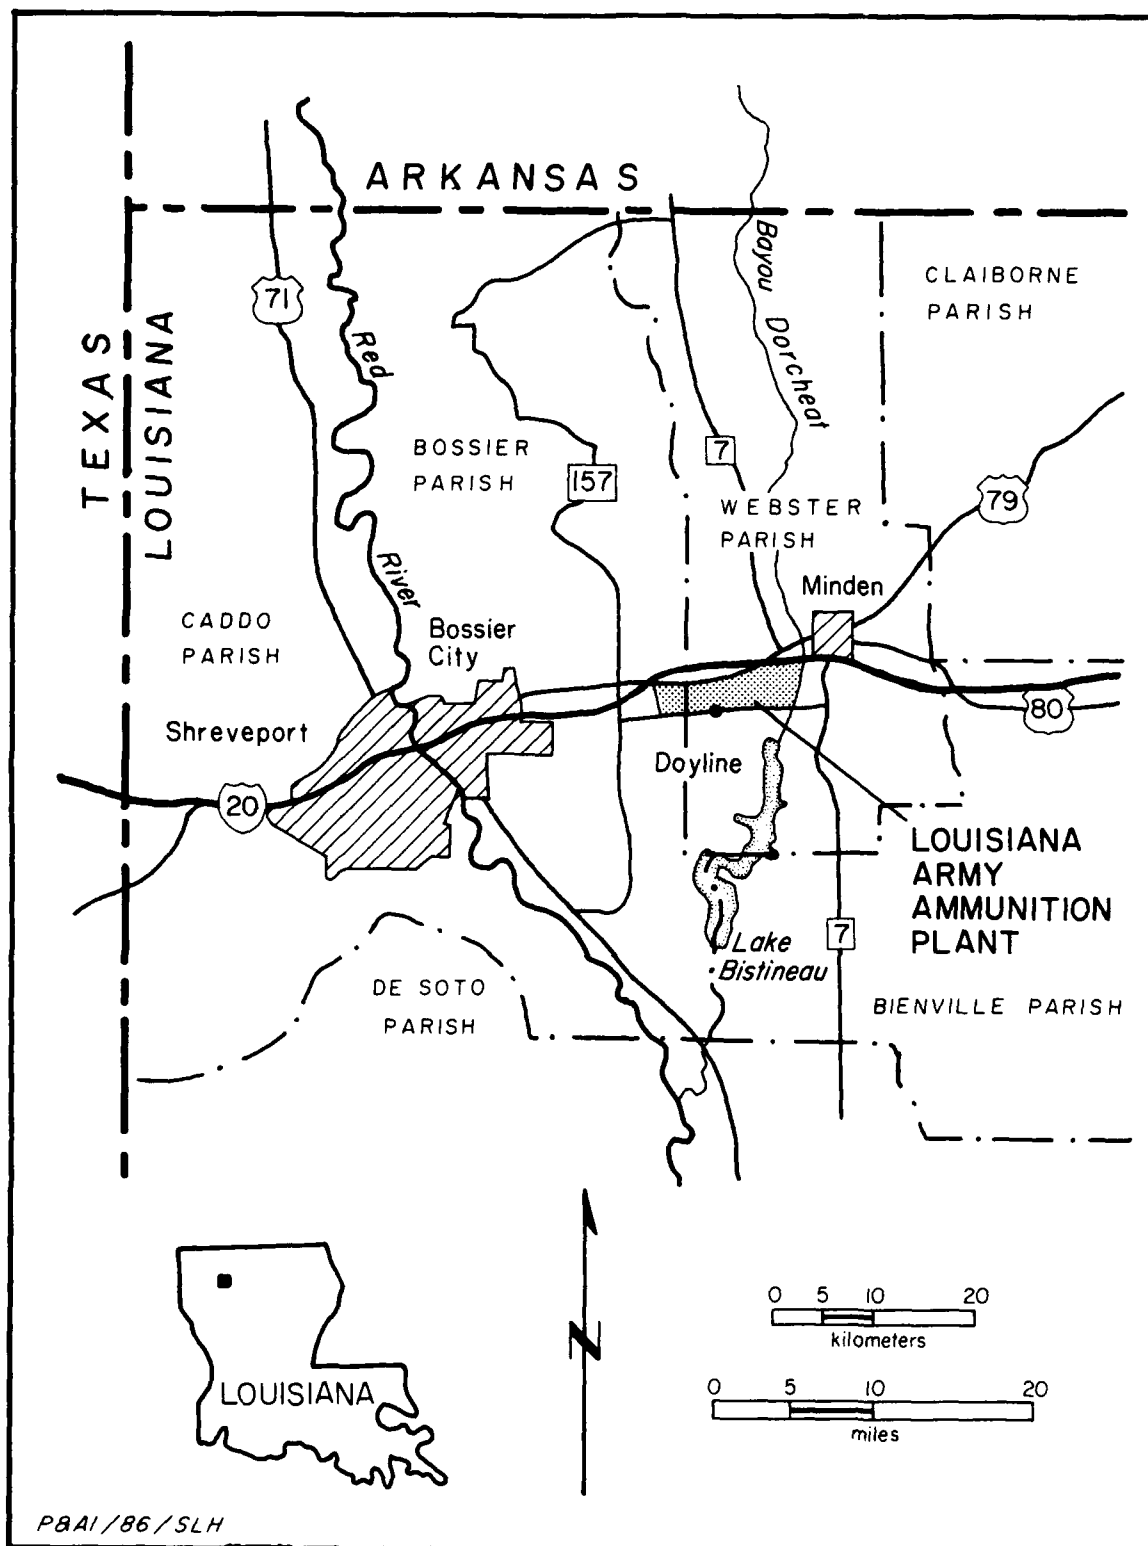 ARKANSAS
TEXAS
LOUISIANA
71
Red
River
Bayou Dorcheat
CLAIBORNE
PARISH
BOSSIER
PARISH
157
7
WEBSTER
PARISH
79
Minden
CADDO
PARISH
Bossier
City
Shreveport
20
Doyline
80
LOUISIANA
ARMY
AMMUNITION
PLANT
7
Lake
Bistineau
DE SOTO
PARISH
BIENVILLE PARISH
LOUISIANA
N
0 5 10 20
kilometers
0 5 10 20
miles
P&AI/86/SLH